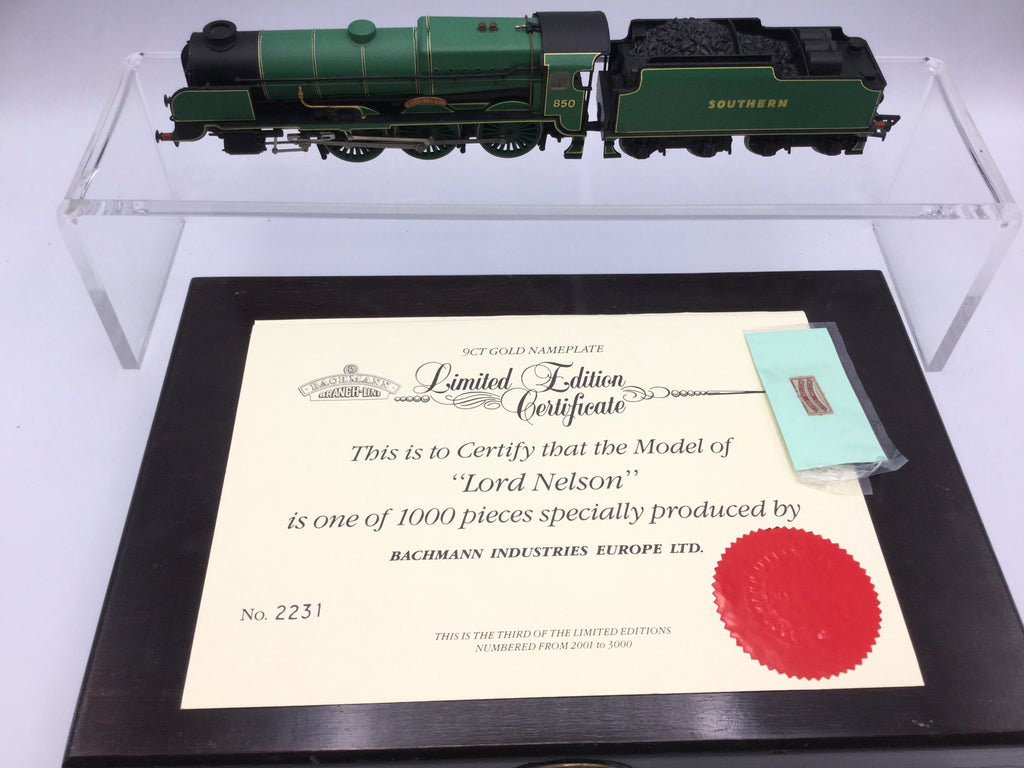 850
SOUTHERN
9CT GOLD NAMEPLATE
BACHMANN
BRANCH-LINE
Limited Edition
Certificate
This is to Certify that the Model of
“Lord Nelson”
is one of 1000 pieces specially produced by
BACHMANN INDUSTRIES EUROPE LTD.
No. 2231
THIS IS THE THIRD OF THE LIMITED EDITIONS
NUMBERED FROM 2001 to 3000